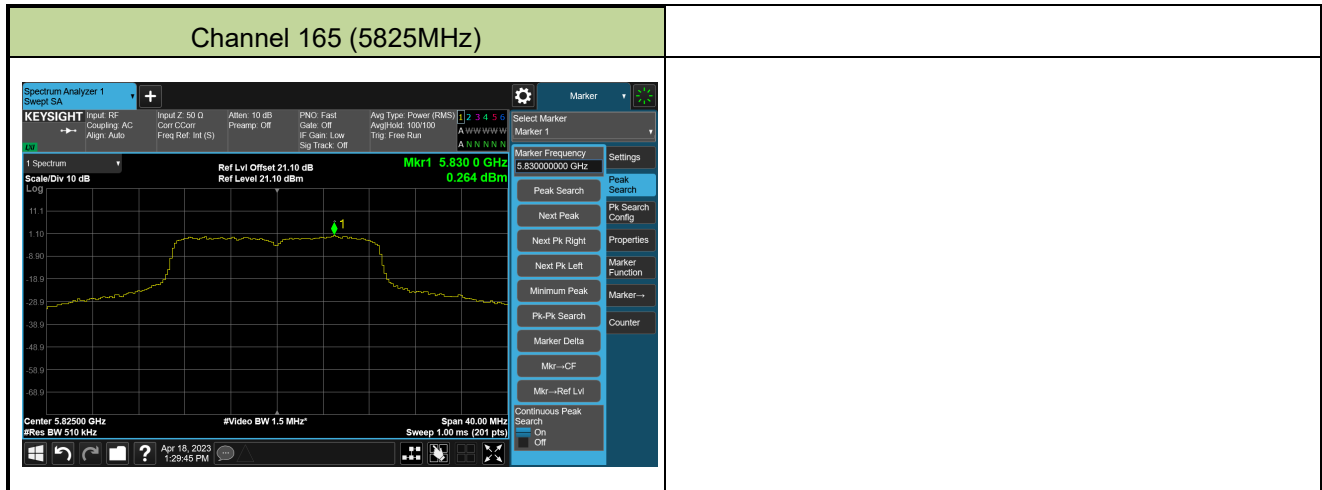 Channel 165 (5825MHz)
Spectrum Analyzer 1
Swept SA
Marker
KEYSIGHT
Input: RF
Coupling: AC
Align: Auto
Input Z: 50 Ω
Corr CCorr
Freq Ref: Int (S)
Atten: 10 dB
Preamp: Off
PNO: Fast
Gate: Off
IF Gain: Low
Sig Track: Off
Avg Type: Power (RMS)
Avg|Hold: 100/100
Trig: Free Run
1 2 3 4 5 6
A W W W W W
A N N N N N
LXI
Select Marker
Marker 1
1 Spectrum
Scale/Div 10 dB
Log
Ref Lvl Offset 21.10 dB
Ref Level 21.10 dBm
Mkr1 5.830 0 GHz
0.264 dBm
11.1
1.10
-8.90
-18.9
-28.9
-38.9
-48.9
-58.9
-68.9
1
Center 5.82500 GHz
#Res BW 510 kHz
#Video BW 1.5 MHz*
Span 40.00 MHz
Sweep 1.00 ms (201 pts)
Marker Frequency
5.830000000 GHz
Peak Search
Next Peak
Next Pk Right
Next Pk Left
Minimum Peak
Pk-Pk Search
Marker Delta
Mkr→CF
Mkr→Ref Lvl
Continuous Peak
Search
On
Off
Settings
Peak
Search
Pk Search
Config
Properties
Marker
Function
Marker→
Counter
?
Apr 18, 2023
1:29:45 PM